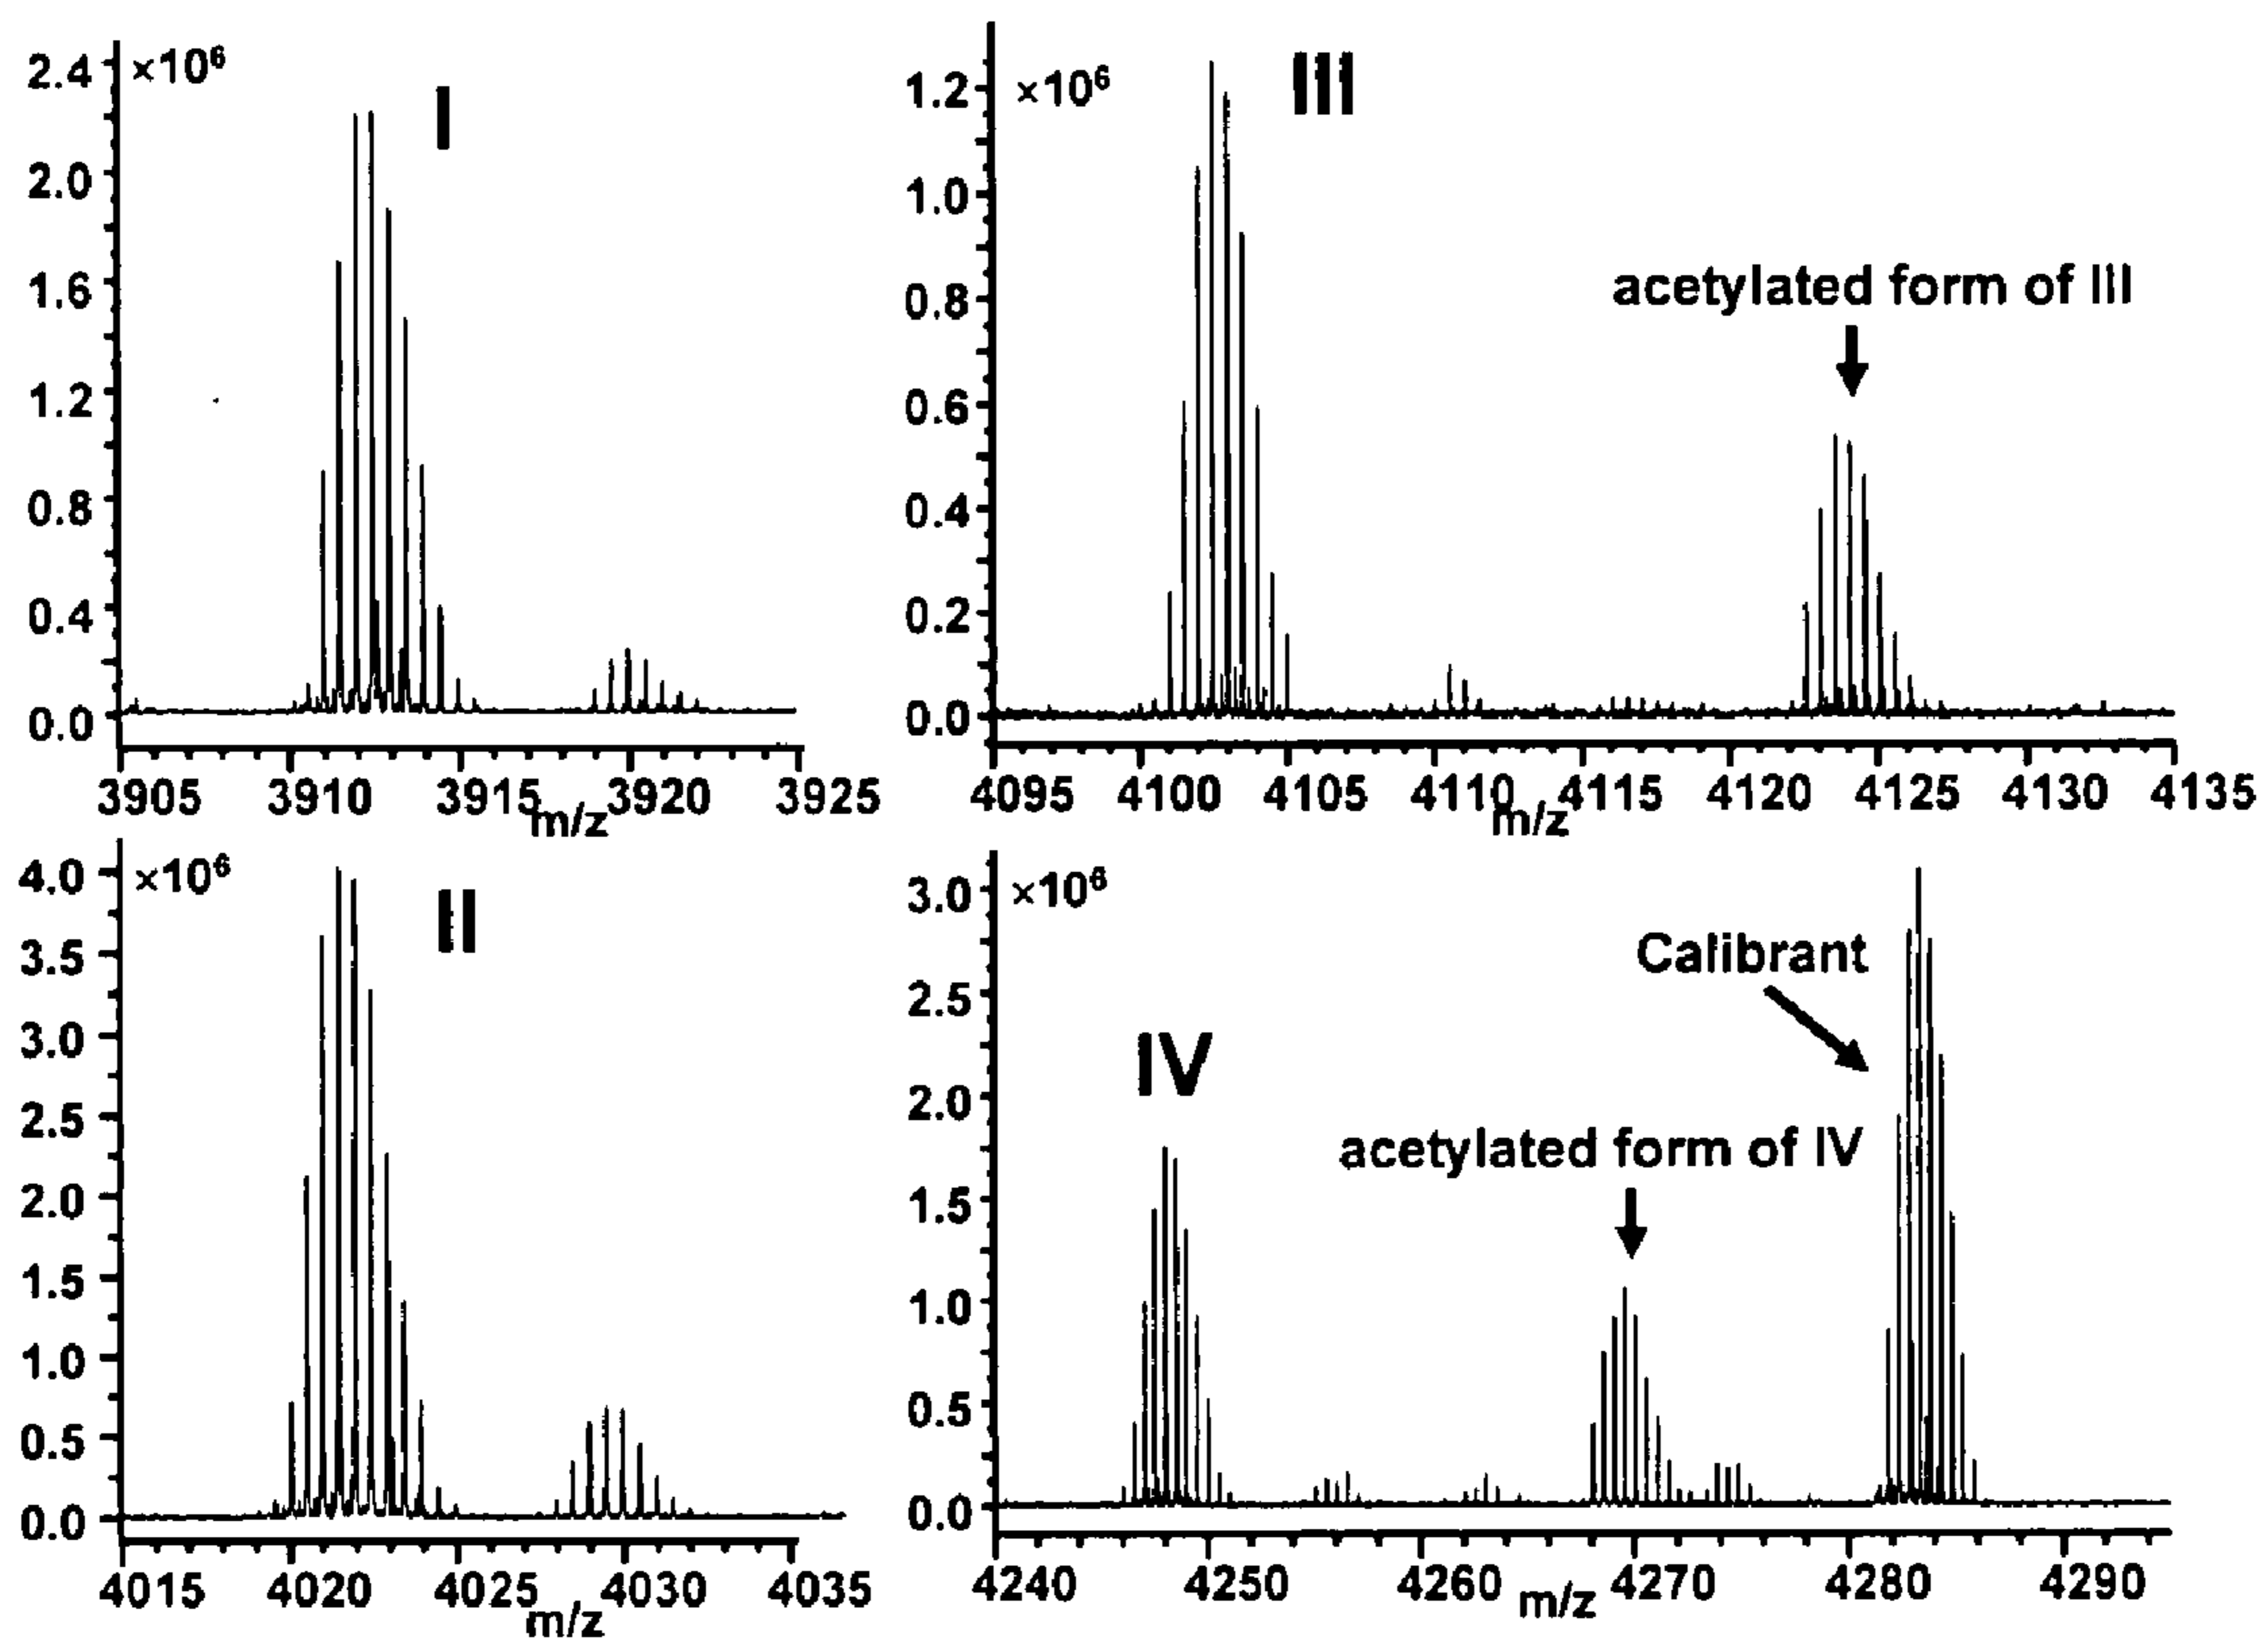 2.4
×10⁶
I
2.0
1.6
1.2
0.8
0.4
0.0
3905 3910 3915 3920 3925
m/z
1.2
×10⁶
III
1.0
0.8
acetylated form of III
0.6
0.4
0.2
0.0
4095 4100 4105 4110 4115 4120 4125 4130 4135
m/z
4.0
×10⁶
II
3.5
3.0
2.5
2.0
1.5
1.0
0.5
0.0
4015 4020 4025 4030 4035
m/z
3.0
×10⁶
Calibrant
2.5
IV
2.0
acetylated form of IV
1.5
1.0
0.5
0.0
4240 4250 4260 4270 4280 4290
m/z